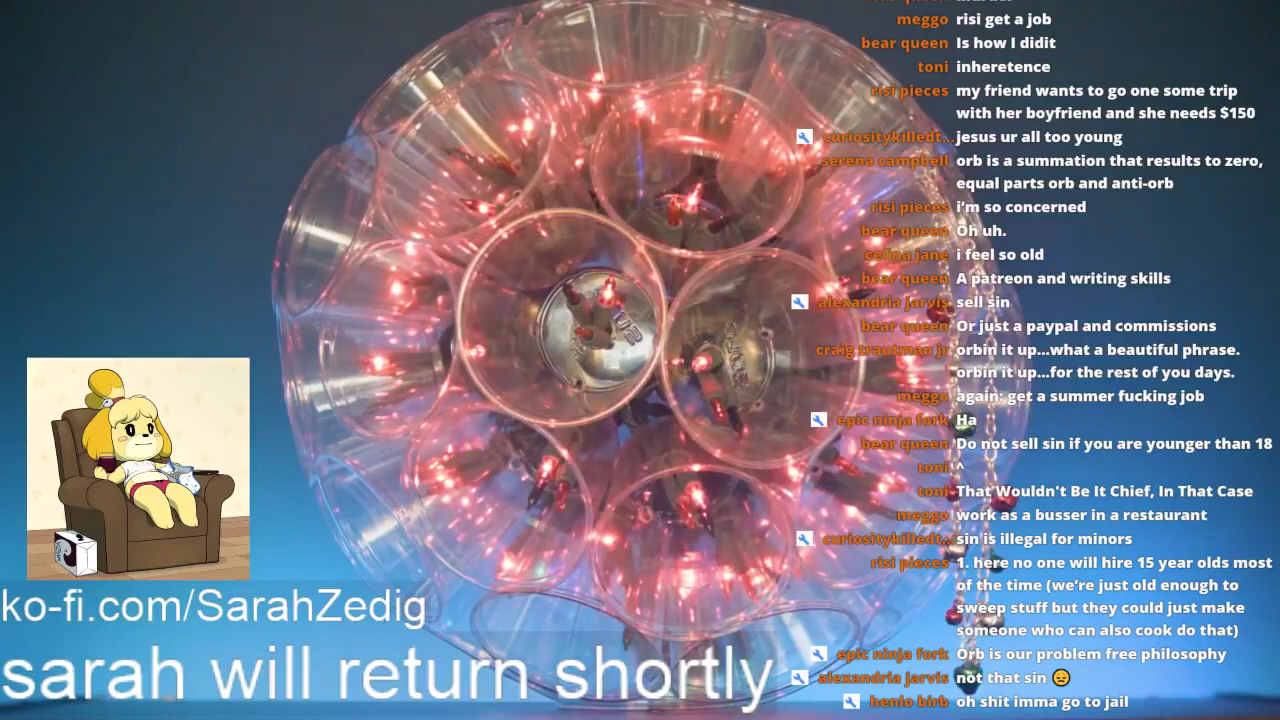 meggo risi get a job
bear queen Is how I didit
toni inheretence
risi pieces my friend wants to go one some trip
with her boyfriend and she needs $150
curiositykilledt... jesus ur all too young
serena campbell orb is a summation that results to zero,
equal parts orb and anti-orb
risi pieces i'm so concerned
bear queen Oh uh.
celina jane i feel so old
bear queen A patreon and writing skills
alexandria jarvis sell sin
bear queen Or just a paypal and commissions
craig trautman jr orbin it up...what a beautiful phrase.
orbin it up...for the rest of you days.
meggo again: get a summer fucking job
epic ninja fork Ha
bear queen Do not sell sin if you are younger than 18
toni ^
toni That Wouldn't Be It Chief, In That Case
meggo work as a busser in a restaurant
curiositykilledt... sin is illegal for minors
risi pieces 1. here no one will hire 15 year olds most
of the time (we're just old enough to
sweep stuff but they could just make
someone who can also cook do that)
epic ninja fork Orb is our problem free philosophy
alexandria jarvis not that sin 😔
henio birb oh shit imma go to jail
ko-fi.com/SarahZedig
sarah will return shortly